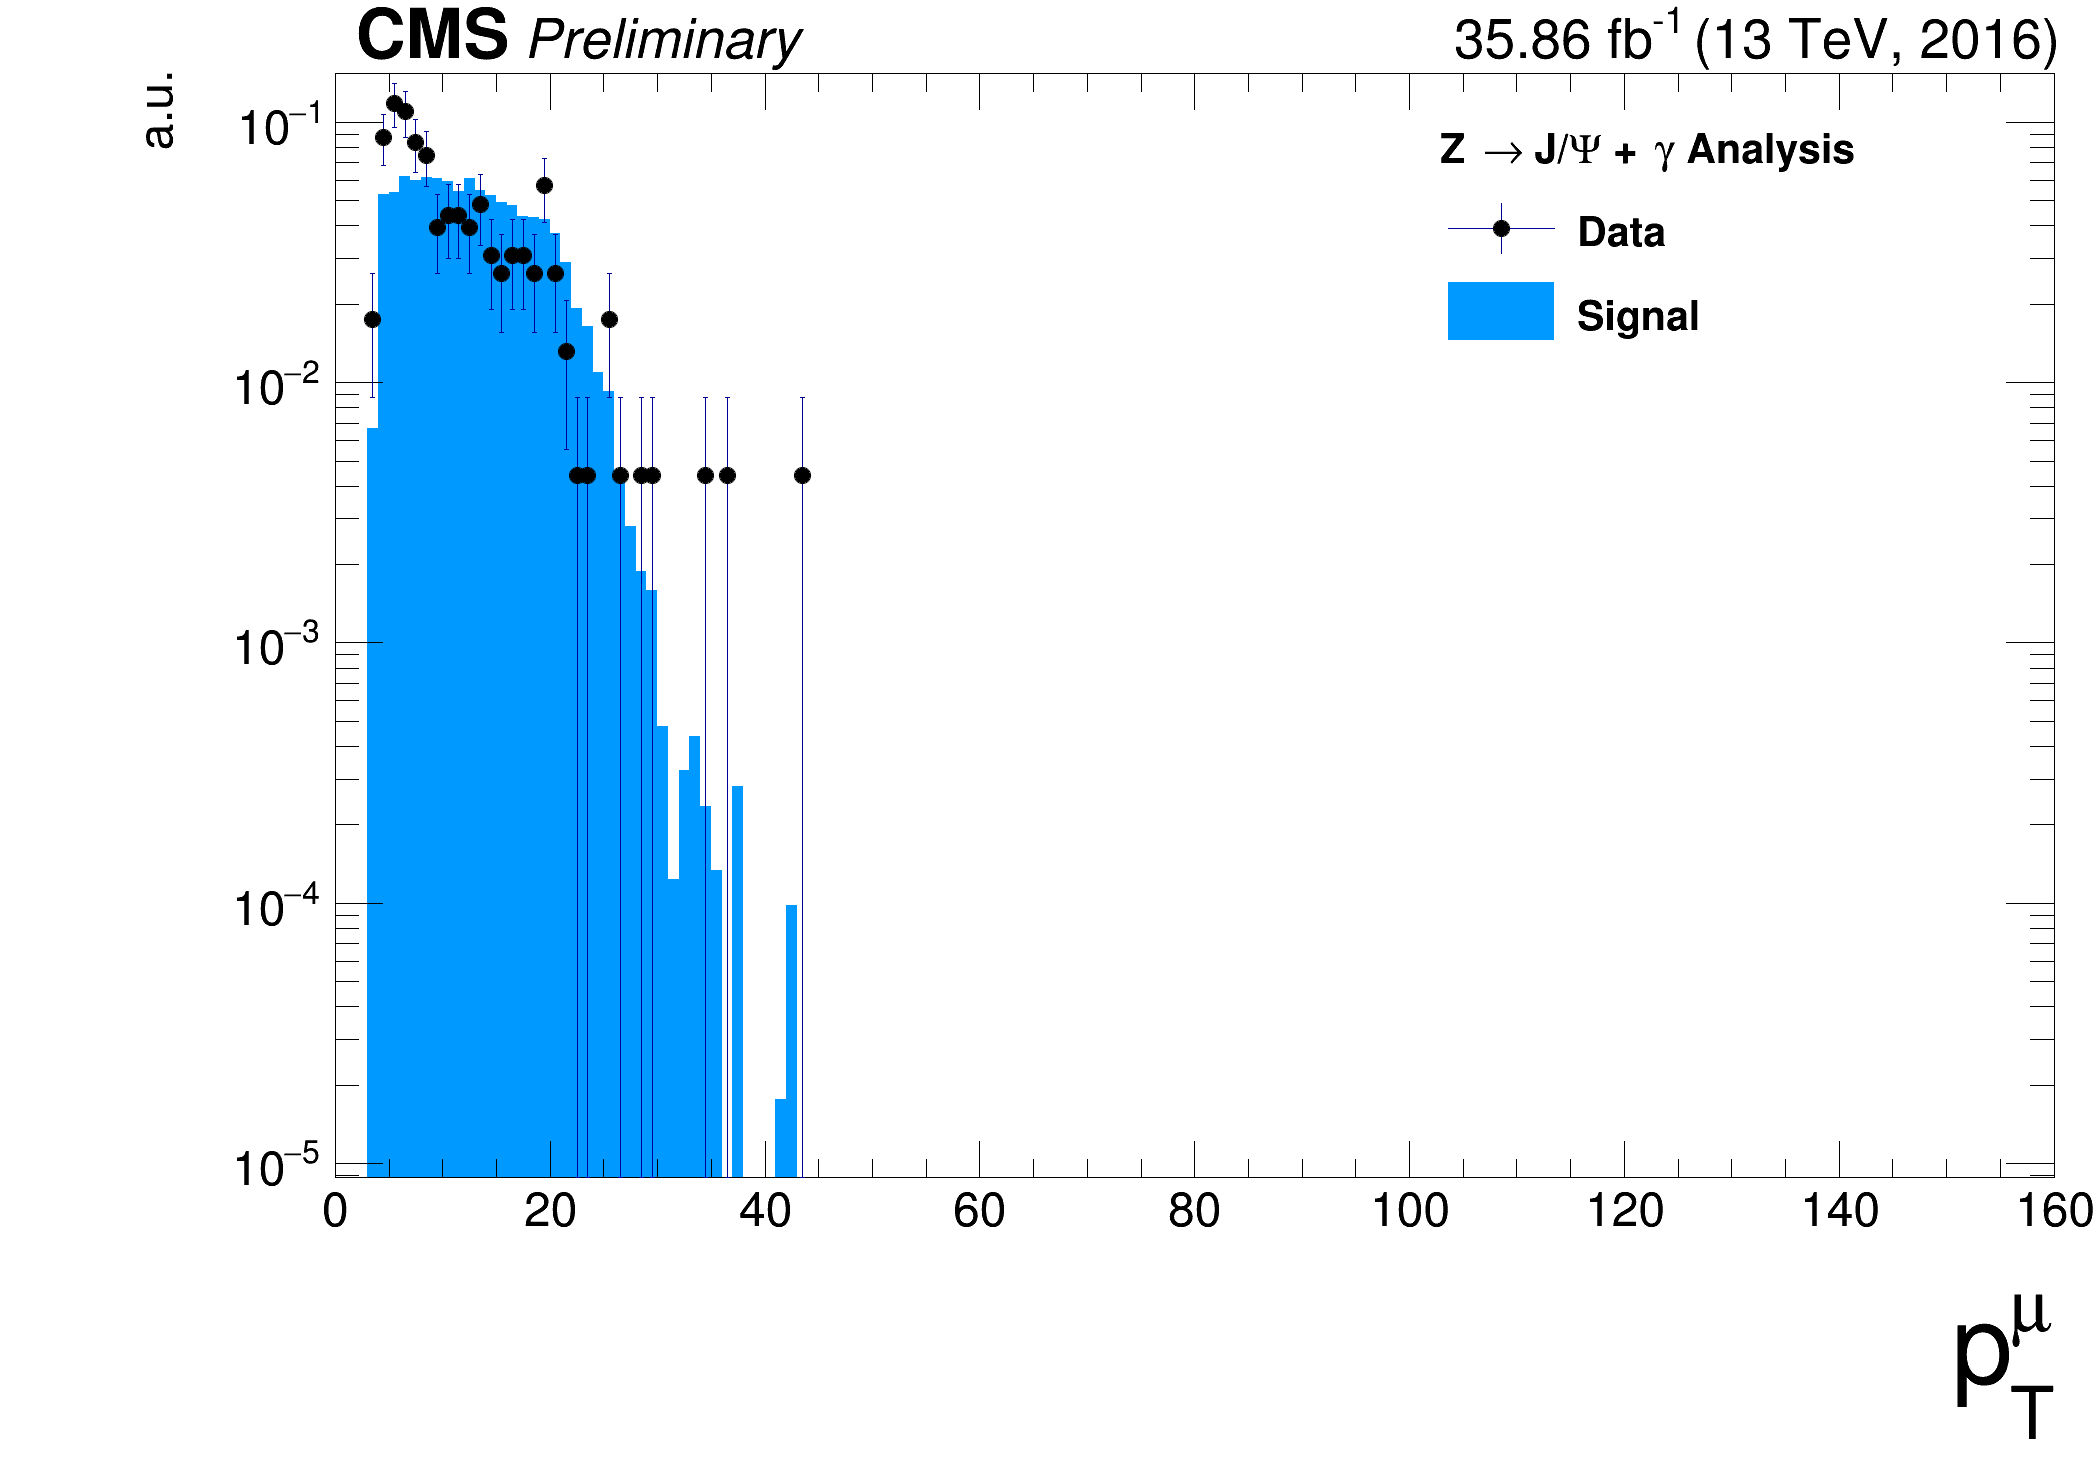 CMS Preliminary 35.86 fb⁻¹ (13 TeV, 2016)
a.u.
Z → J/Ψ + γ Analysis
Data
Signal
10⁻¹
10⁻²
10⁻³
10⁻⁴
10⁻⁵
0 20 40 60 80 100 120 140 160
p_T^μ